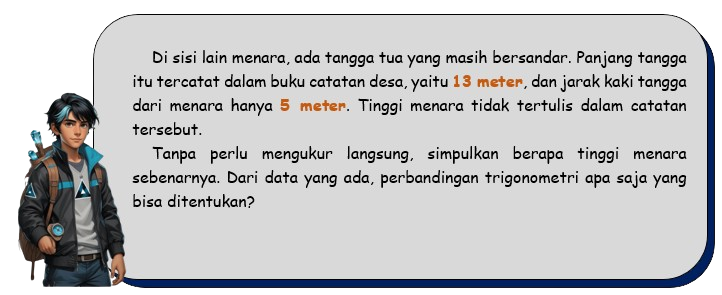 Di sisi lain menara, ada tangga tua yang masih bersandar. Panjang tangga
itu tercatat dalam buku catatan desa, yaitu 13 meter, dan jarak kaki tangga
dari menara hanya 5 meter. Tinggi menara tidak tertulis dalam catatan
tersebut.
Tanpa perlu mengukur langsung, simpulkan berapa tinggi menara
sebenarnya. Dari data yang ada, perbandingan trigonometri apa saja yang
bisa ditentukan?